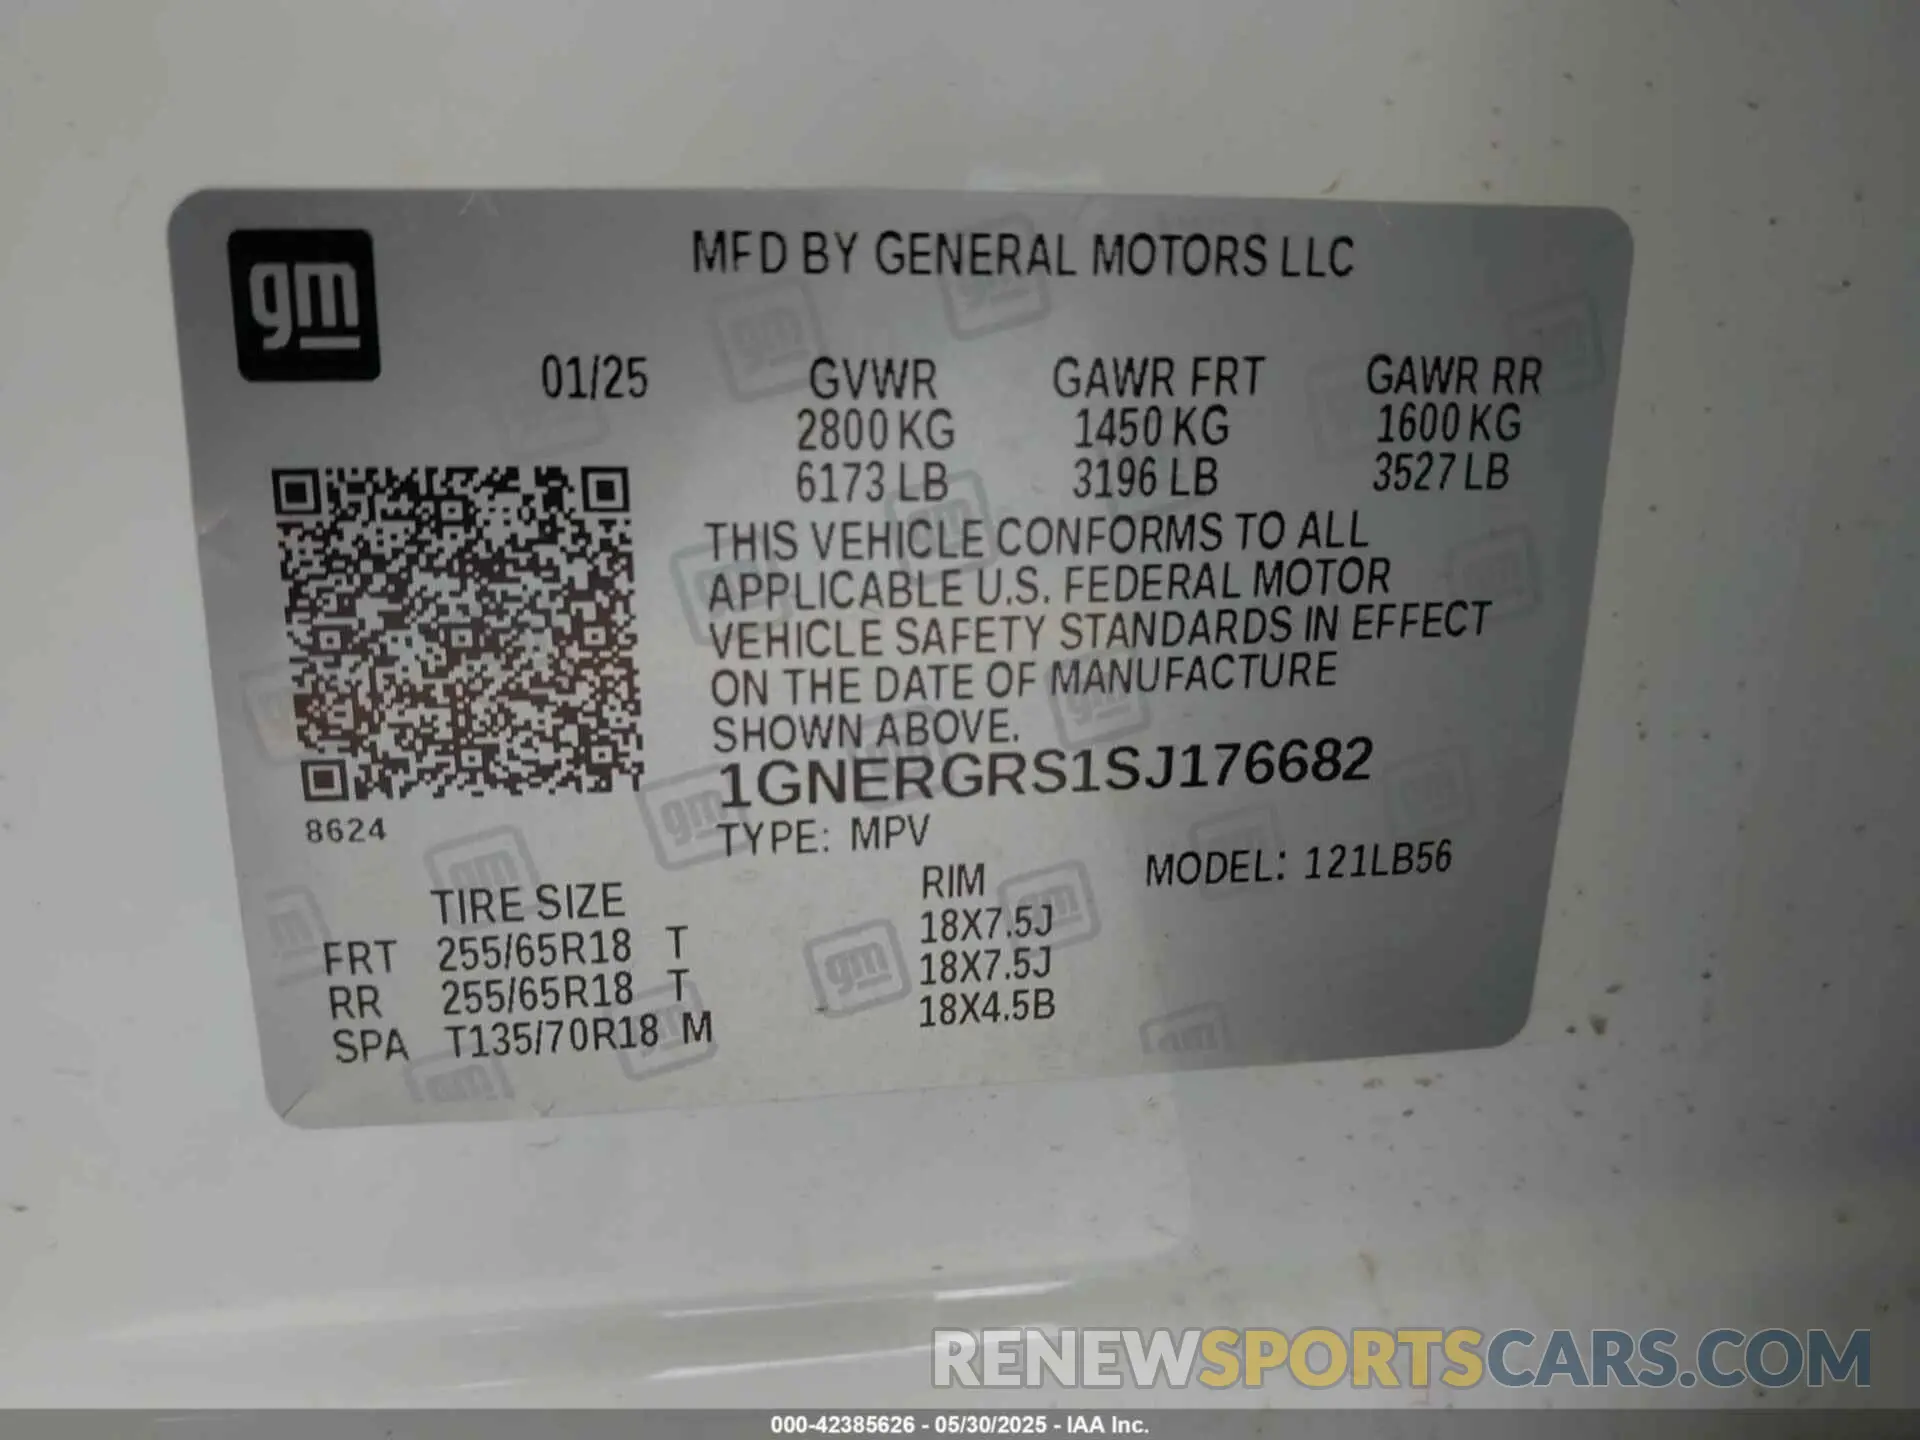 gm
MFD BY GENERAL MOTORS LLC
01/25 GVWR GAWR FRT GAWR RR
2800 KG 1450 KG 1600 KG
6173 LB 3196 LB 3527 LB
THIS VEHICLE CONFORMS TO ALL
APPLICABLE U.S. FEDERAL MOTOR
VEHICLE SAFETY STANDARDS IN EFFECT
ON THE DATE OF MANUFACTURE
SHOWN ABOVE.
1GNERGRS1SJ176682
8624
TYPE: MPV MODEL: 121LB56
TIRE SIZE RIM
FRT 255/65R18 T 18X7.5J
RR 255/65R18 T 18X7.5J
SPA T135/70R18 M 18X4.5B
RENEWSPORTSCARS.COM
000-42385626 - 05/30/2025 - IAA Inc.